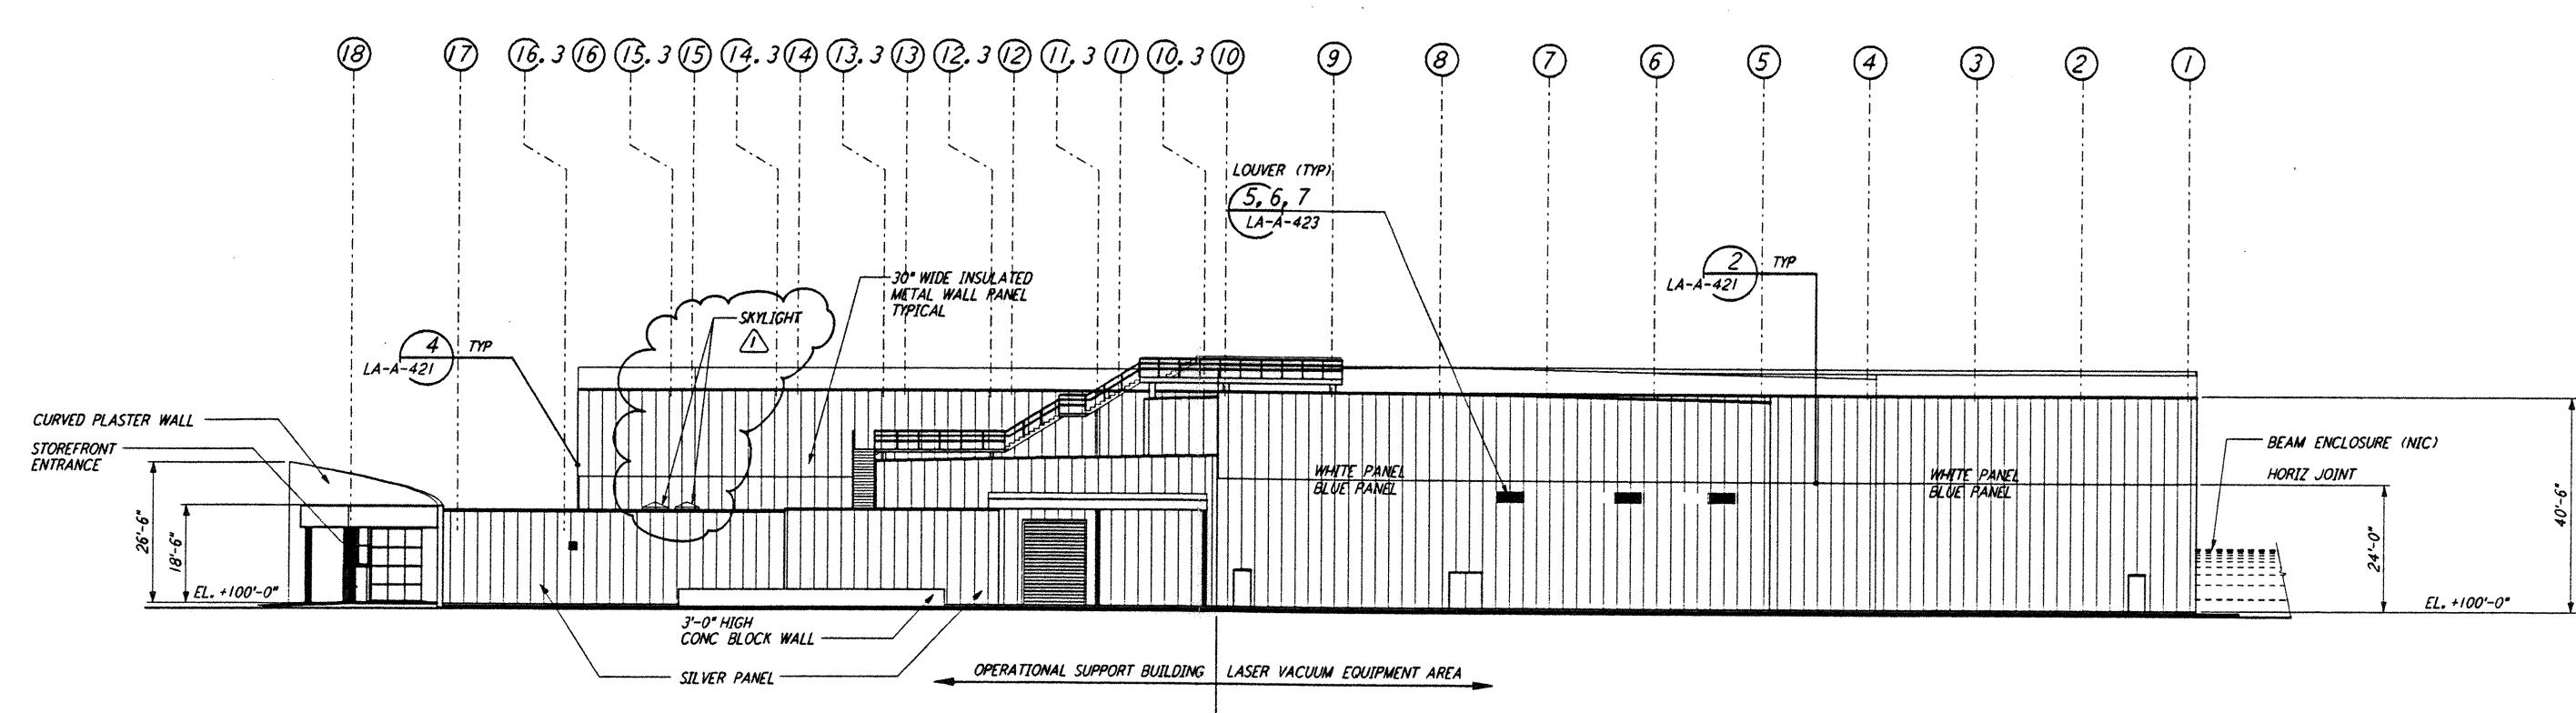 18 17 16.3 16 15.3 15 14.3 14 13.3 13 12.3 12 11.3 11 10.3 10 9 8 7 6 5 4 3 2 1
LOUVER (TYP)
5, 6, 7
LA-A-423
2 TYP
LA-A-421
30" WIDE INSULATED
METAL WALL PANEL
TYPICAL
SKYLIGHT
1
4 TYP
LA-A-421
CURVED PLASTER WALL
STOREFRONT
ENTRANCE
26'-6"
18'-6"
EL. +100'-0"
WHITE PANEL
BLUE PANEL
WHITE PANEL
BLUE PANEL
BEAM ENCLOSURE (NIC)
HORIZ JOINT
40'-6"
24'-0"
EL. +100'-0"
3'-0" HIGH
CONC BLOCK WALL
SILVER PANEL
OPERATIONAL SUPPORT BUILDING
LASER VACUUM EQUIPMENT AREA